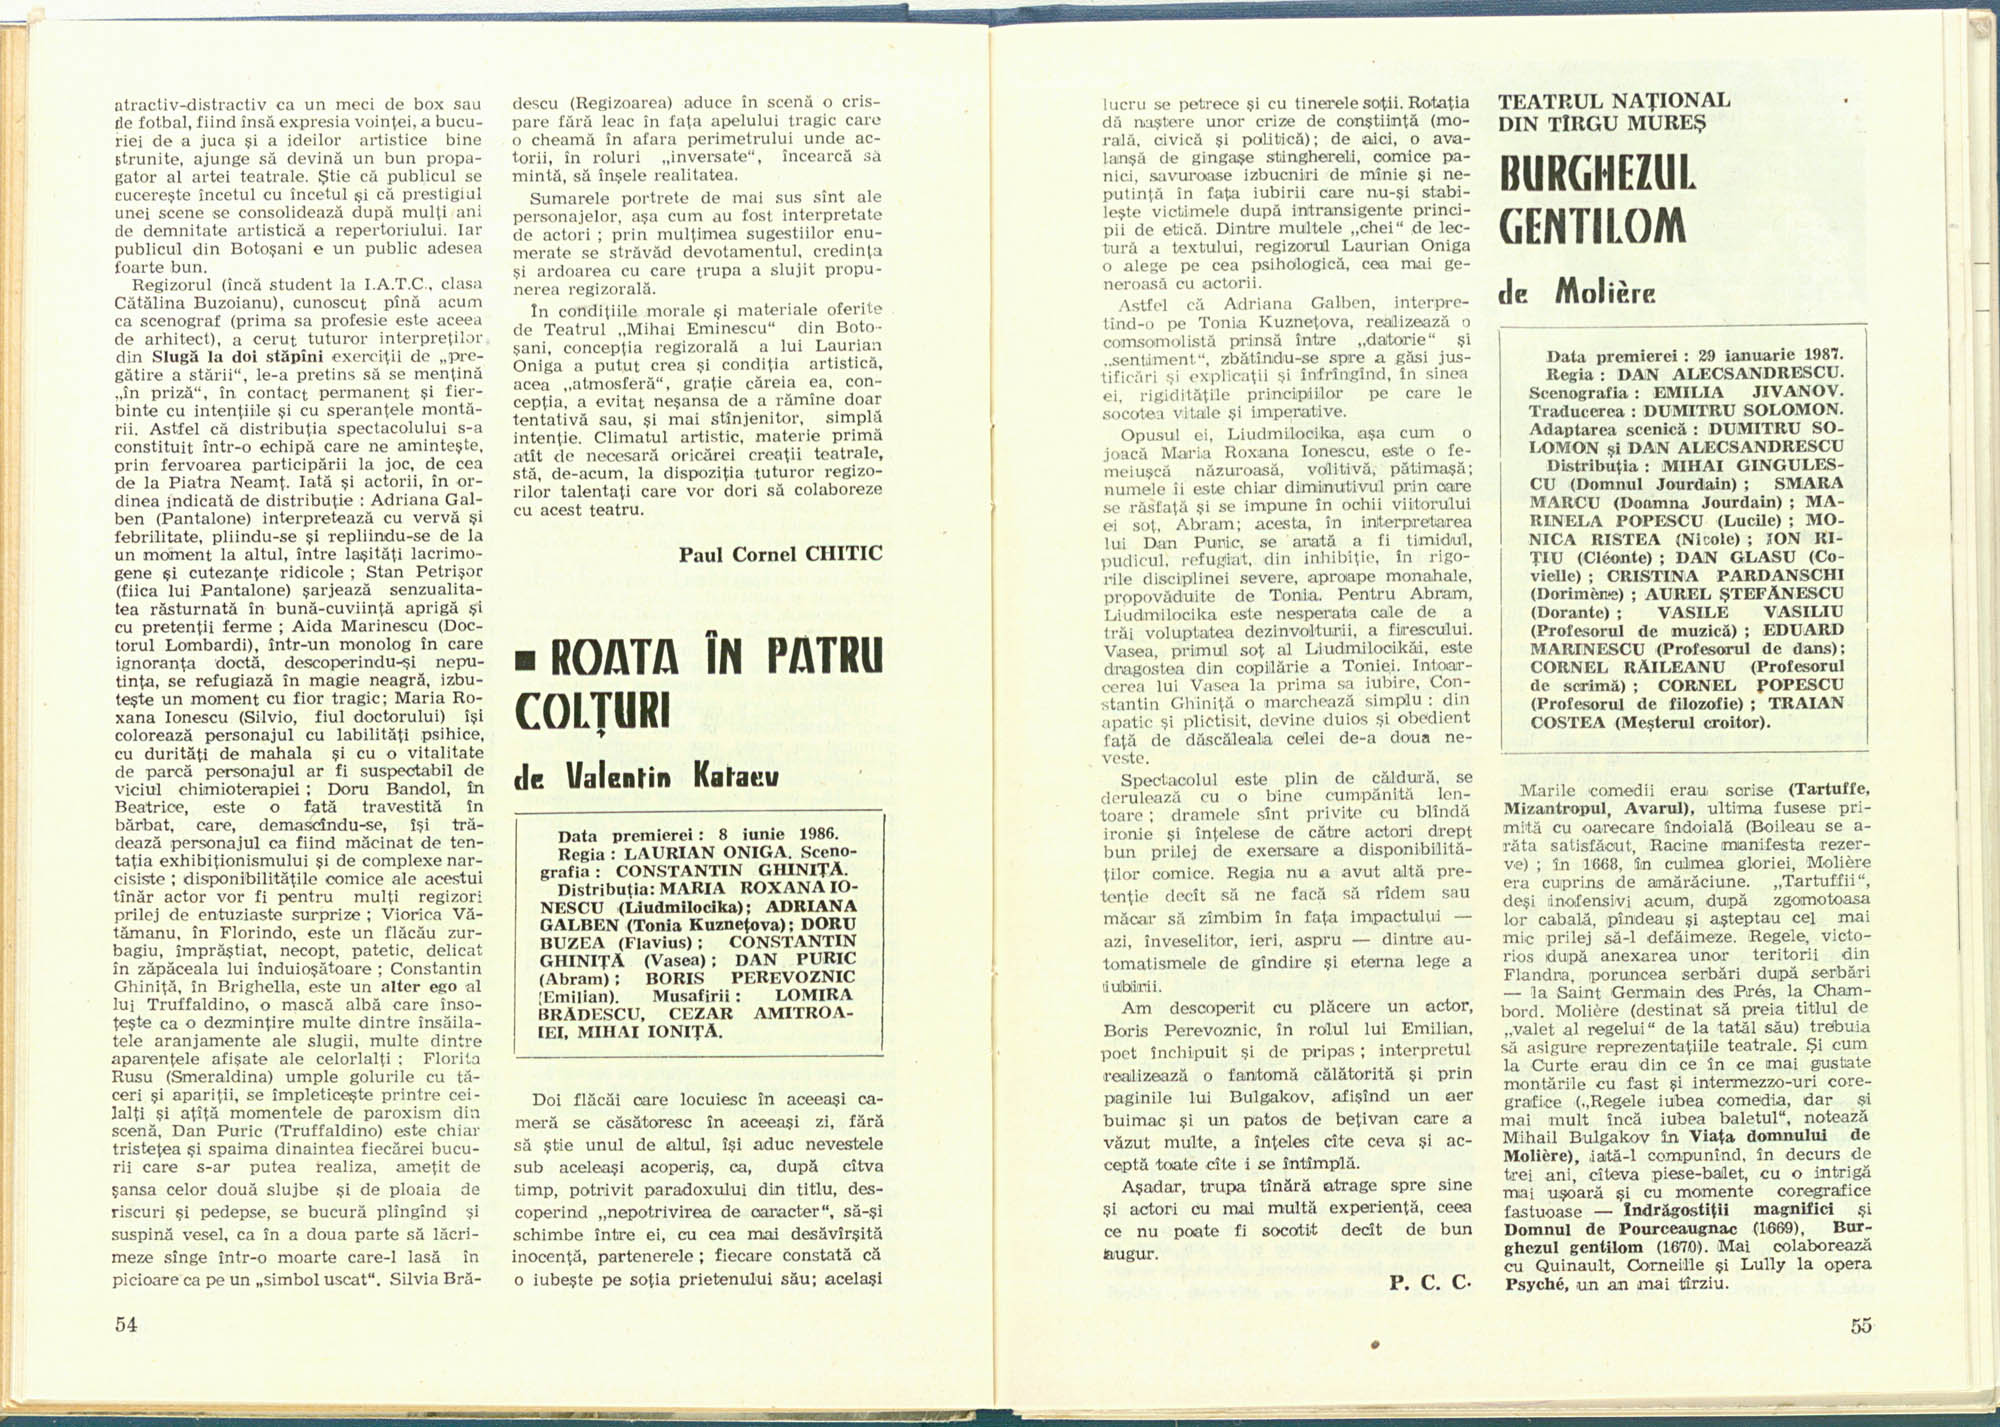 atractiv-distractiv ca un meci de box sau
de fotbal, fiind însă expresia voinței, a bucu-
riei de a juca și a ideilor artistice bine
strunite, ajunge să devină un bun propa-
gator al artei teatrale. Știe că publicul se
cucerește încetul cu încetul și că prestigiul
unei scene se consolidează după mulți ani
de demnitate artistică a repertoriului. Iar
publicul din Botoșani e un public adesea
foarte bun.
Regizorul (încă student la I.A.T.C., clasa
Cătălina Buzoianu), cunoscut pînă acum
ca scenograf (prima sa profesie este aceea
de arhitect), a cerut tuturor interpreților
din Slugă la doi stăpîni exerciții de „pre-
gătire a stării“, le-a pretins să se mențină
„în priză“, în contact permanent și fier-
binte cu intențiile și cu speranțele montă-
rii. Astfel că distribuția spectacolului s-a
constituit într-o echipă care ne amintește,
prin fervoarea participării la joc, de cea
de la Piatra Neamț. Iată și actorii, în or-
dinea indicată de distribuție : Adriana Gal-
ben (Pantalone) interpretează cu vervă și
febrilitate, pliindu-se și repliindu-se de la
un moment la altul, între lașități lacrimo-
gene și cutezanțe ridicole ; Stan Petrișor
(fiica lui Pantalone) șarjează senzualita-
tea răsturnată în bună-cuviință aprigă și
cu pretenții ferme ; Aida Marinescu (Doc-
torul Lombardi), într-un monolog în care
ignoranța doctă, descoperindu-și nepu-
tința, se refugiază în magie neagră, izbu-
tește un moment cu fior tragic; Maria Ro-
xana Ionescu (Silvio, fiul doctorului) își
colorează personajul cu labilități psihice,
cu durități de mahala și cu o vitalitate
de parcă personajul ar fi suspectabil de
viciul chimioterapiei ; Doru Bandol, în
Beatrice, este o fată travestită în
bărbat, care, demascîndu-se, își tră-
dează personajul ca fiind măcinat de ten-
tația exhibiționismului și de complexe nar-
cisiste ; disponibilitățile comice ale acestui
tînăr actor vor fi pentru mulți regizori
prilej de entuziaste surprize ; Viorica Vă-
tămanu, în Florindo, este un flăcău zur-
bagiu, împrăștiat, necopt, patetic, delicat
în zăpăceala lui înduioșătoare ; Constantin
Ghiniță, în Brighella, este un alter ego al
lui Truffaldino, o mască albă care înso-
țește ca o dezmințire multe dintre însăila-
tele aranjamente ale slugii, multe dintre
aparențele afișate ale celorlalți ; Florita
Rusu (Smeraldina) umple golurile cu tă-
ceri și apariții, se împleticește printre cei-
lalți și ațîță momentele de paroxism din
scenă, Dan Puric (Truffaldino) este chiar
tristețea și spaima dinaintea fiecărei bucu-
rii care s-ar putea realiza, amețit de
șansa celor două slujbe și de ploaia de
riscuri și pedepse, se bucură plîngînd și
suspină vesel, ca în a doua parte să lăcri-
meze sînge într-o moarte care-l lasă în
picioare ca pe un „simbol uscat“. Silvia Bră-
54
descu (Regizoarea) aduce în scenă o cris-
pare fără leac în fața apelului tragic care
o cheamă în afara perimetrului unde ac-
torii, în roluri „inversate“, încearcă să
mintă, să înșele realitatea.
Sumarele portrete de mai sus sînt ale
personajelor, așa cum au fost interpretate
de actori ; prin mulțimea sugestiilor enu-
merate se străvăd devotamentul, credința
și ardoarea cu care trupa a slujit propu-
nerea regizorală.
În condițiile morale și materiale oferite
de Teatrul „Mihai Eminescu“ din Boto-
șani, concepția regizorală a lui Laurian
Oniga a putut crea și condiția artistică,
acea „atmosferă“, grație căreia ea, con-
cepția, a evitat neșansa de a rămîne doar
tentativă sau, și mai stînjenitor, simplă
intenție. Climatul artistic, materie primă
atît de necesară oricărei creații teatrale,
stă, de-acum, la dispoziția tuturor regizo-
rilor talentați care vor dori să colaboreze
cu acest teatru.
Paul Cornel CHITIC
■ ROATA ÎN PATRU
COLȚURI
de Valentin Kataev
Data premierei : 8 iunie 1986.
Regia : LAURIAN ONIGA. Sceno-
grafia : CONSTANTIN GHINIȚĂ.
Distribuția: MARIA ROXANA IO-
NESCU (Liudmilocika); ADRIANA
GALBEN (Tonia Kuznețova); DORU
BUZEA (Flavius) ; CONSTANTIN
GHINIȚĂ (Vasea) ; DAN PURIC
(Abram) ; BORIS PEREVOZNIC
(Emilian). Musafirii : LOMIRA
BRĂDESCU, CEZAR AMITROA-
IEI, MIHAI IONIȚĂ.
Doi flăcăi care locuiesc în aceeași ca-
meră se căsătoresc în aceeași zi, fără
să știe unul de altul, își aduc nevestele
sub aceleași acoperiș, ca, după cîtva
timp, potrivit paradoxului din titlu, des-
coperind „nepotrivirea de caracter“, să-și
schimbe între ei, cu cea mai desăvîrșită
inocență, partenerele ; fiecare constată că
o iubește pe soția prietenului său; același
lucru se petrece și cu tinerele soții. Rotația
dă naștere unor crize de conștiință (mo-
rală, civică și politică) ; de aici, o ava-
lanșă de gingașe stinghereli, comice pa-
nici, savuroase izbucniri de mînie și ne-
putință în fața iubirii care nu-și stabi-
lește victimele după intransigente princi-
pii de etică. Dintre multele „chei“ de lec-
tură a textului, regizorul Laurian Oniga
o alege pe cea psihologică, cea mai ge-
neroasă cu actorii.
Astfel că Adriana Galben, interpre-
tînd-o pe Tonia Kuznețova, realizează o
comsomolistă prinsă între „datorie“ și
„sentiment“, zbătîndu-se spre a găsi jus-
tificări și explicații și înfrîngînd, în sinea
ei, rigiditățile principiilor pe care le
socotea vitale și imperative.
Opusul ei, Liudmilocika, așa cum o
joacă Maria Roxana Ionescu, este o fe-
meiușcă năzuroasă, volitivă, pătimașă;
numele îi este chiar diminutivul prin care
se răsfață și se impune în ochii viitorului
ei soț, Abram; acesta, în interpretarea
lui Dan Puric, se arată a fi timidul,
pudicul, refugiat, din inhibiție, în rigo-
rile disciplinei severe, aproape monahale,
propovăduite de Tonia. Pentru Abram,
Liudmilocika este nesperata cale de a
trăi voluptatea dezinvolturii, a firescului.
Vasea, primul soț al Liudmilocikăi, este
dragostea din copilărie a Toniei. Intoar-
cerea lui Vasea la prima sa iubire, Con-
stantin Ghiniță o marchează simplu : din
apatic și plictisit, devine duios și obedient
față de dăscăleala celei de-a doua ne-
veste.
Spectacolul este plin de căldură, se
derulează cu o bine cumpănită len-
toare ; dramele sînt privite cu blîndă
ironie și înțelese de către actori drept
bun prilej de exersare a disponibilită-
ților comice. Regia nu a avut altă pre-
tenție decît să ne facă să rîdem sau
măcar să zîmbim în fața impactului —
azi, înveselitor, ieri, aspru — dintre au-
tomatismele de gîndire și eterna lege a
iubirii.
Am descoperit cu plăcere un actor,
Boris Perevoznic, în rolul lui Emilian,
poet închipuit și de pripas ; interpretul
realizează o fantomă călătorită și prin
paginile lui Bulgakov, afișînd un aer
buimac și un patos de bețivan care a
văzut multe, a înțeles cîte ceva și ac-
ceptă toate cîte i se întîmplă.
Așadar, trupa tînără atrage spre sine
și actori cu mai multă experiență, ceea
ce nu poate fi socotit decît de bun
augur.
P. C. C.
TEATRUL NAȚIONAL
DIN TÎRGU MUREȘ
BURGHEZUL
GENTILOM
de Molière
Data premierei : 29 ianuarie 1987.
Regia : DAN ALECSANDRESCU.
Scenografia : EMILIA JIVANOV.
Traducerea : DUMITRU SOLOMON.
Adaptarea scenică : DUMITRU SO-
LOMON și DAN ALECSANDRESCU
Distribuția : MIHAI GINGULES-
CU (Domnul Jourdain) ; SMARA
MARCU (Doamna Jourdain) ; MA-
RINELA POPESCU (Lucile) ; MO-
NICA RISTEA (Nicole) ; ION RI-
ȚIU (Cléonte) ; DAN GLASU (Co-
vielle) ; CRISTINA PARDANSCHI
(Dorimène) ; AUREL ȘTEFĂNESCU
(Dorante) ; VASILE VASILIU
(Profesorul de muzică) ; EDUARD
MARINESCU (Profesorul de dans);
CORNEL RĂILEANU (Profesorul
de scrimă) ; CORNEL POPESCU
(Profesorul de filozofie) ; TRAIAN
COSTEA (Meșterul croitor).
Marile comedii erau scrise (Tartuffe,
Mizantropul, Avarul), ultima fusese pri-
mită cu oarecare îndoială (Boileau se a-
răta satisfăcut, Racine manifesta rezer-
ve) ; în 1668, în culmea gloriei, Molière
era cuprins de amărăciune. „Tartuffii“,
deși inofensivi acum, după zgomotoasa
lor cabală, pîndeau și așteptau cel mai
mic prilej să-l defăimeze. Regele, victo-
rios după anexarea unor teritorii din
Flandra, poruncea serbări după serbări
— la Saint Germain des Prés, la Cham-
bord. Molière (destinat să preia titlul de
„valet al regelui“ de la tatăl său) trebuia
să asigure reprezentațiile teatrale. Și cum
la Curte erau din ce în ce mai gustate
montările cu fast și intermezzo-uri core-
grafice („Regele iubea comedia, dar și
mai mult încă iubea baletul“, notează
Mihail Bulgakov în Viața domnului de
Molière), iată-l compunînd, în decurs de
trei ani, cîteva piese-balet, cu o intrigă
mai ușoară și cu momente coregrafice
fastuoase — Indrăgostiții magnifici și
Domnul de Pourceaugnac (1669), Bur-
ghezul gentilom (1670). Mai colaborează
cu Quinault, Corneille și Lully la opera
Psyché, un an mai tîrziu.
55